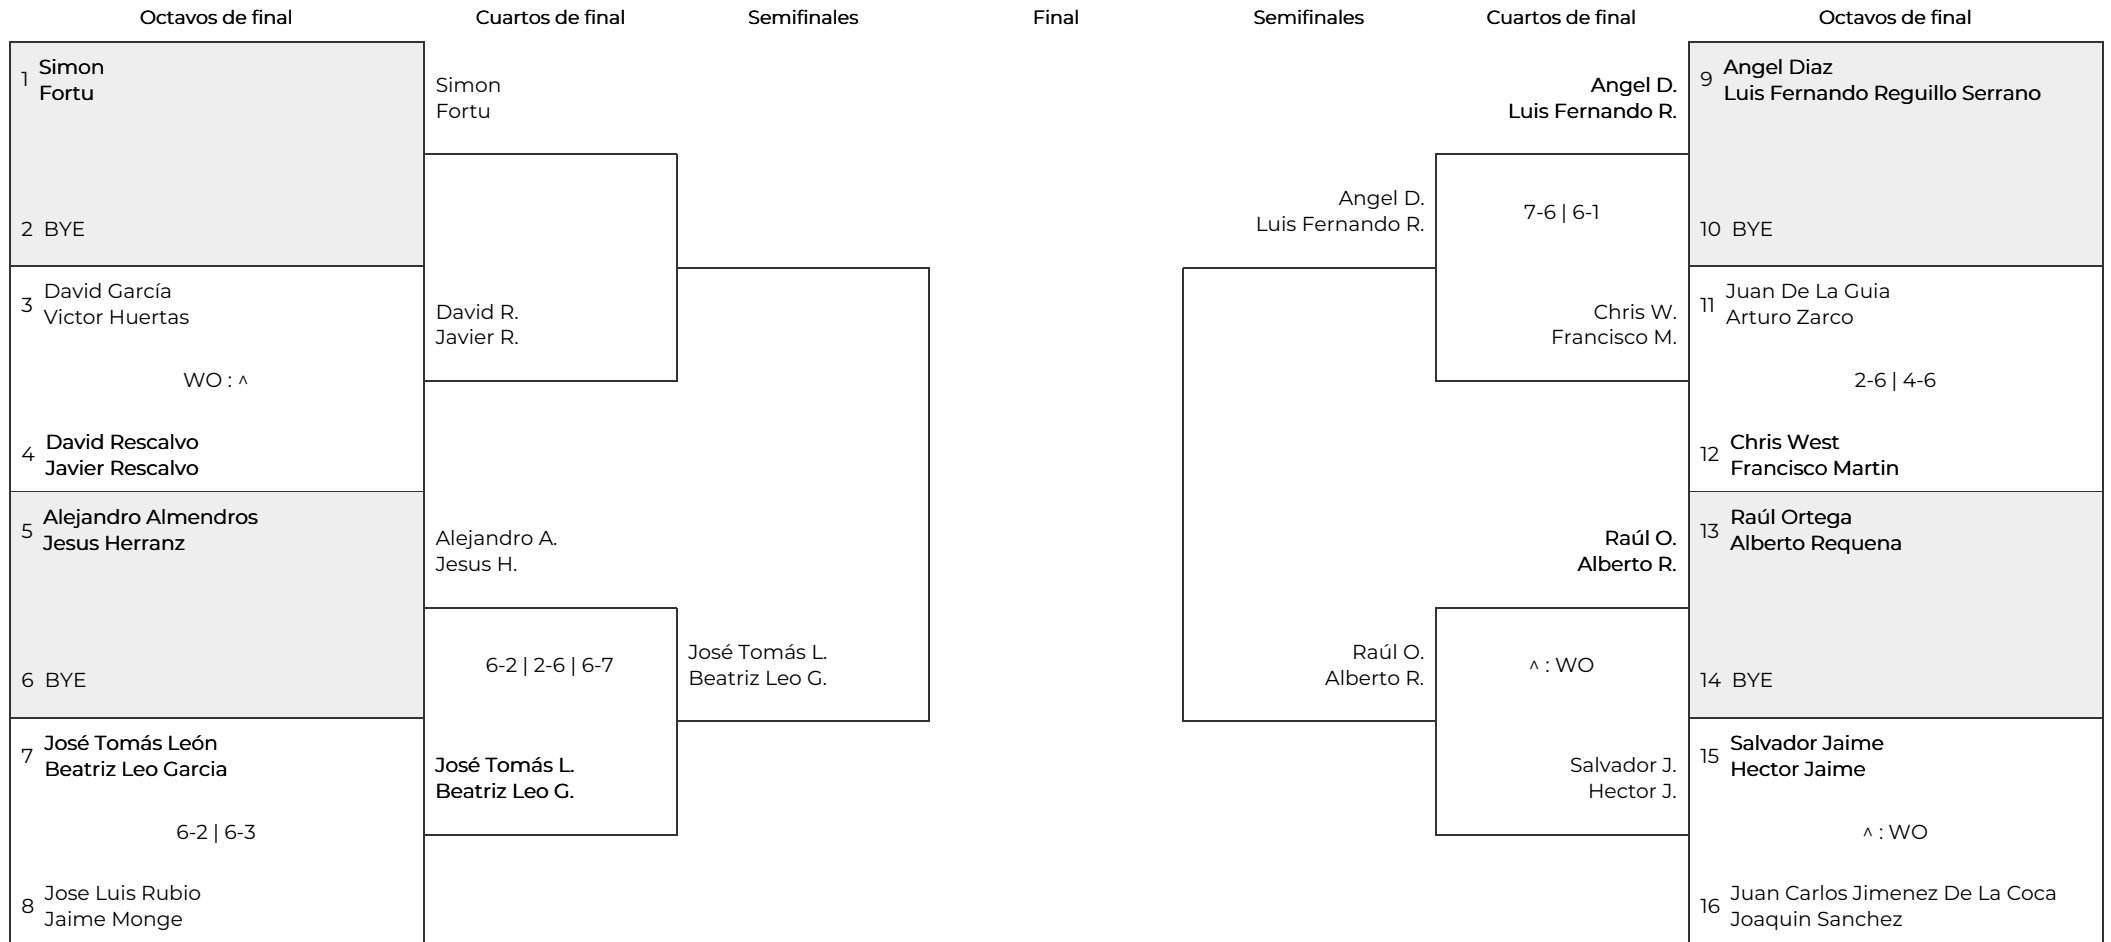 Octavos de final
Cuartos de final
Semifinales
Final
Semifinales
Cuartos de final
Octavos de final
1 Simon
Fortu
2 BYE
3 David García
Victor Huertas
WO : ^
4 David Rescalvo
Javier Rescalvo
5 Alejandro Almendros
Jesus Herranz
6 BYE
7 José Tomás León
Beatriz Leo Garcia
6-2 | 6-3
8 Jose Luis Rubio
Jaime Monge
Simon
Fortu
David R.
Javier R.
Alejandro A.
Jesus H.
6-2 | 2-6 | 6-7
José Tomás L.
Beatriz Leo G.
José Tomás L.
Beatriz Leo G.
Angel D.
Luis Fernando R.
Raúl O.
Alberto R.
Angel D.
Luis Fernando R.
7-6 | 6-1
Chris W.
Francisco M.
Raúl O.
Alberto R.
^ : WO
Salvador J.
Hector J.
9 Angel Diaz
Luis Fernando Reguillo Serrano
10 BYE
11 Juan De La Guia
Arturo Zarco
2-6 | 4-6
12 Chris West
Francisco Martin
13 Raúl Ortega
Alberto Requena
14 BYE
15 Salvador Jaime
Hector Jaime
^ : WO
16 Juan Carlos Jimenez De La Coca
Joaquin Sanchez